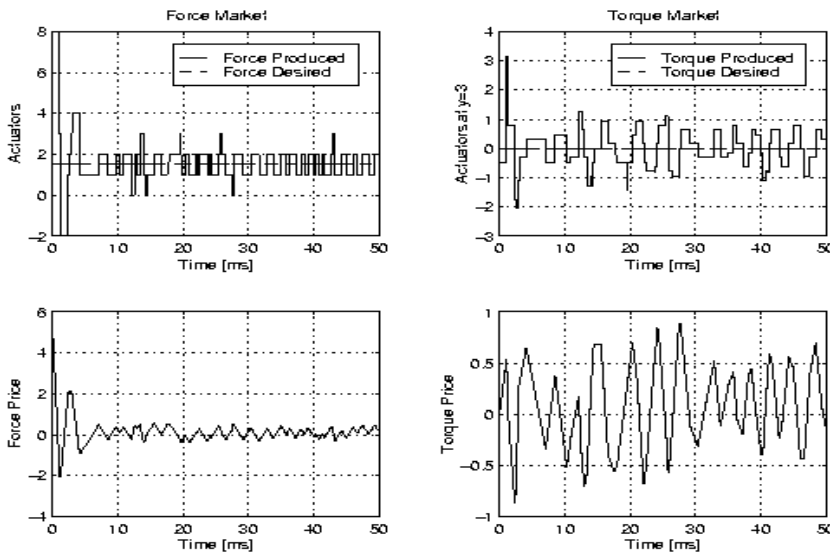 Force Market
8
6
4
2
0
−2
Actuators
Force Produced
Force Desired
0 10 20 30 40 50
Time [ms]
Torque Market
4
3
2
1
0
−1
−2
−3
Actuators at y=3
Torque Produced
Torque Desired
0 10 20 30 40 50
Time [ms]
6
4
2
0
−2
−4
Force Price
0 10 20 30 40 50
Time [ms]
1
0.5
0
−0.5
−1
Torque Price
0 10 20 30 40 50
Time [ms]